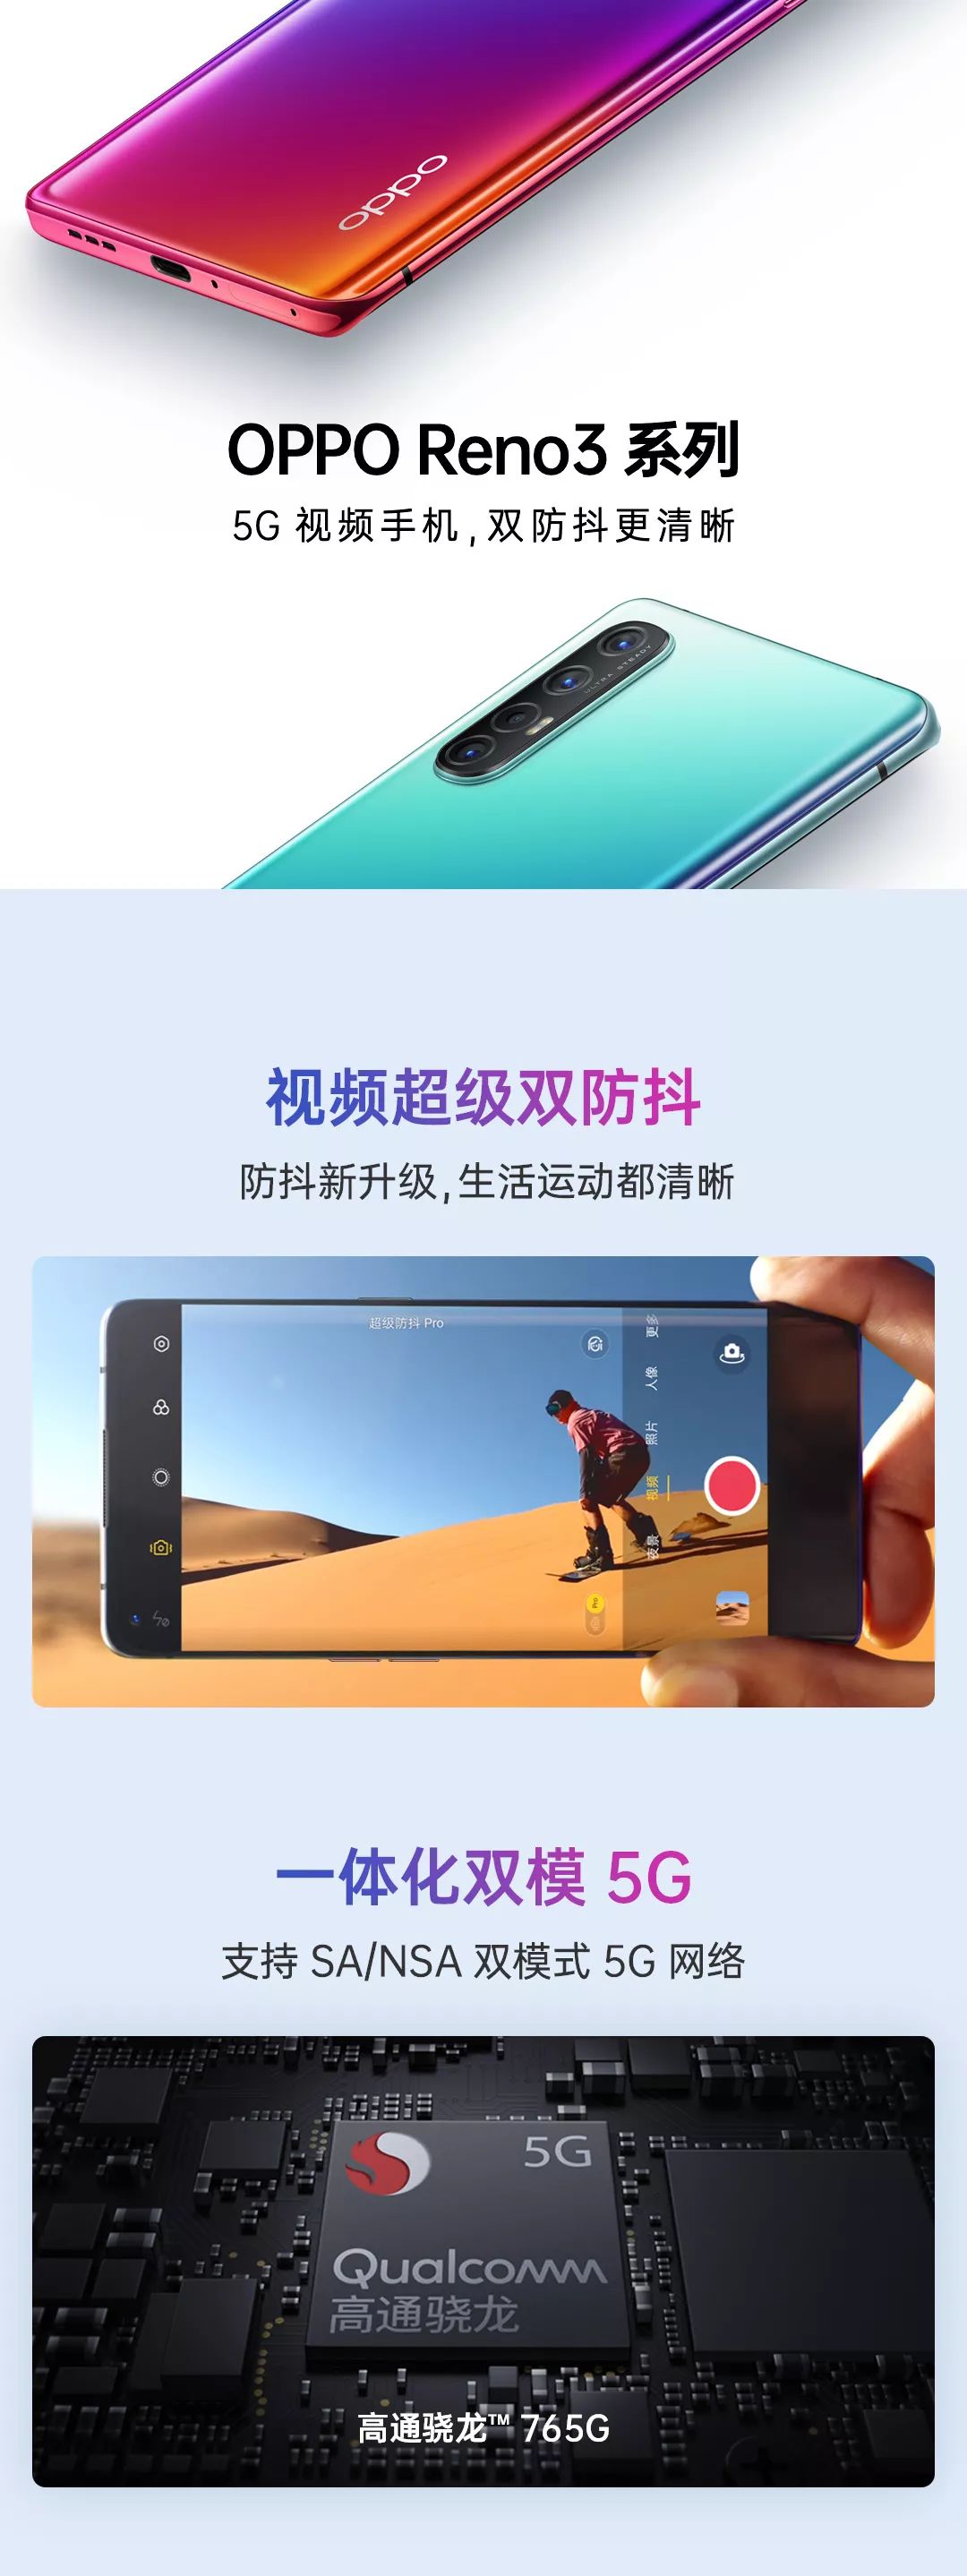 oppo
OPPO Reno3 系列
5G 视频手机,双防抖更清晰
ULTRA STEADY
视频超级双防抖
防抖新升级,生活运动都清晰
超级防抖 Pro
更多
人像
照片
视频
夜景
Pro
一体化双模 5G
支持 SA/NSA 双模式 5G 网络
5G
Qualcomm
高通骁龙
高通骁龙™ 765G